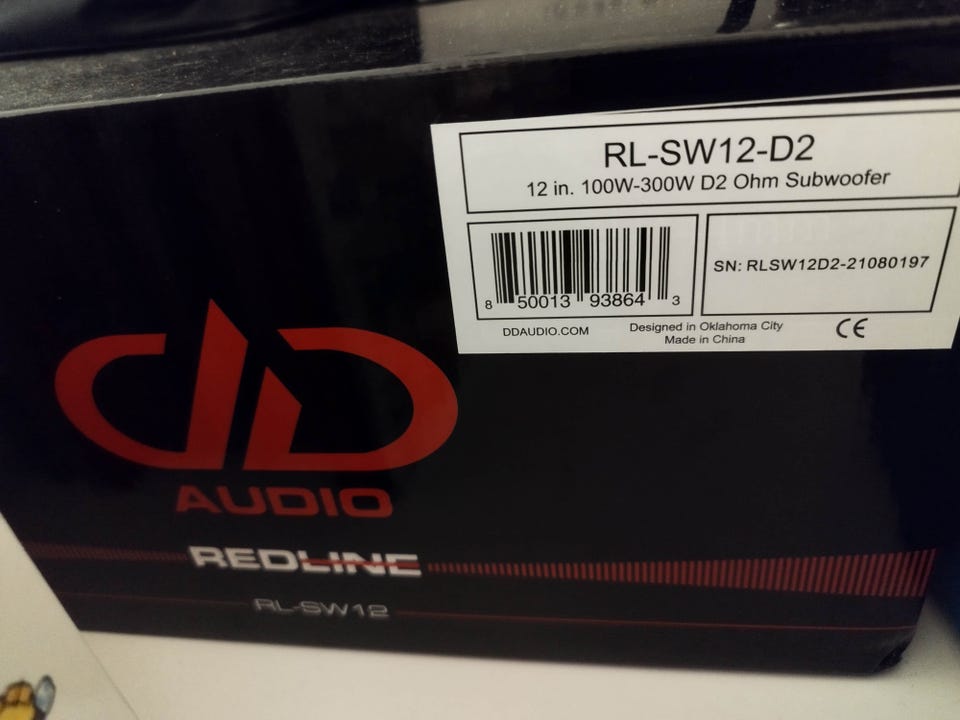 RL-SW12-D2
12 in. 100W-300W D2 Ohm Subwoofer
8 50013 93864 3
SN: RLSW12D2-21080197
DDAUDIO.COM
Designed in Oklahoma City
Made in China
CE
dD
AUDIO
REDLINE
RL-SW12